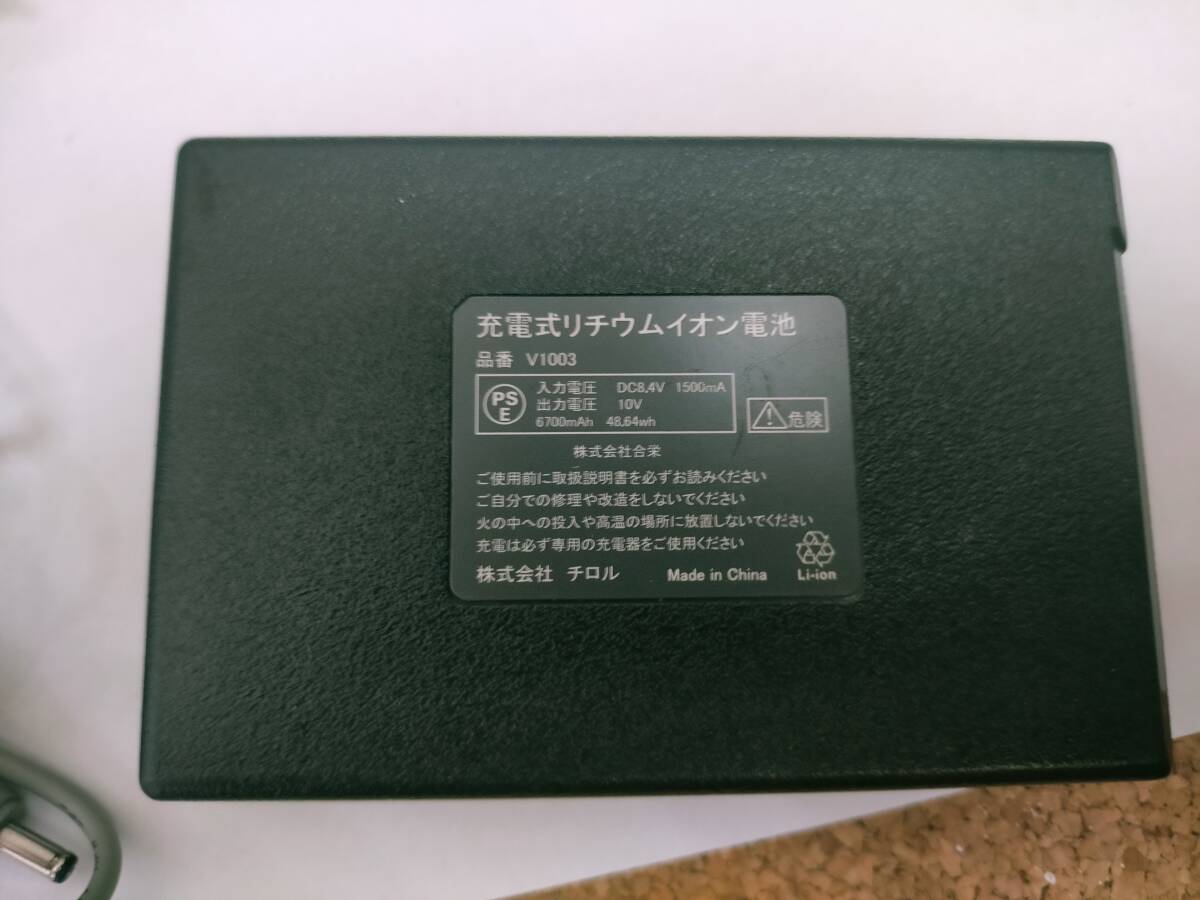 充電式リチウムイオン電池
品番 V1003
PS
E
入力電圧 DC8.4V 1500mA
出力電圧 10V
6700mAh 48.64wh
危険
株式会社合栄
ご使用前に取扱説明書を必ずお読みください
ご自分での修理や改造をしないでください
火の中への投入や高温の場所に放置しないでください
充電は必ず専用の充電器をご使用ください
株式会社 チロル Made in China Li-ion